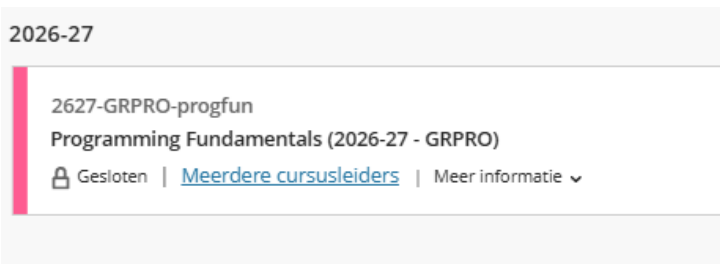 2026-27
2627-GRPRO-progfun
Programming Fundamentals (2026-27 - GRPRO)
Gesloten | Meerdere cursusleiders | Meer informatie